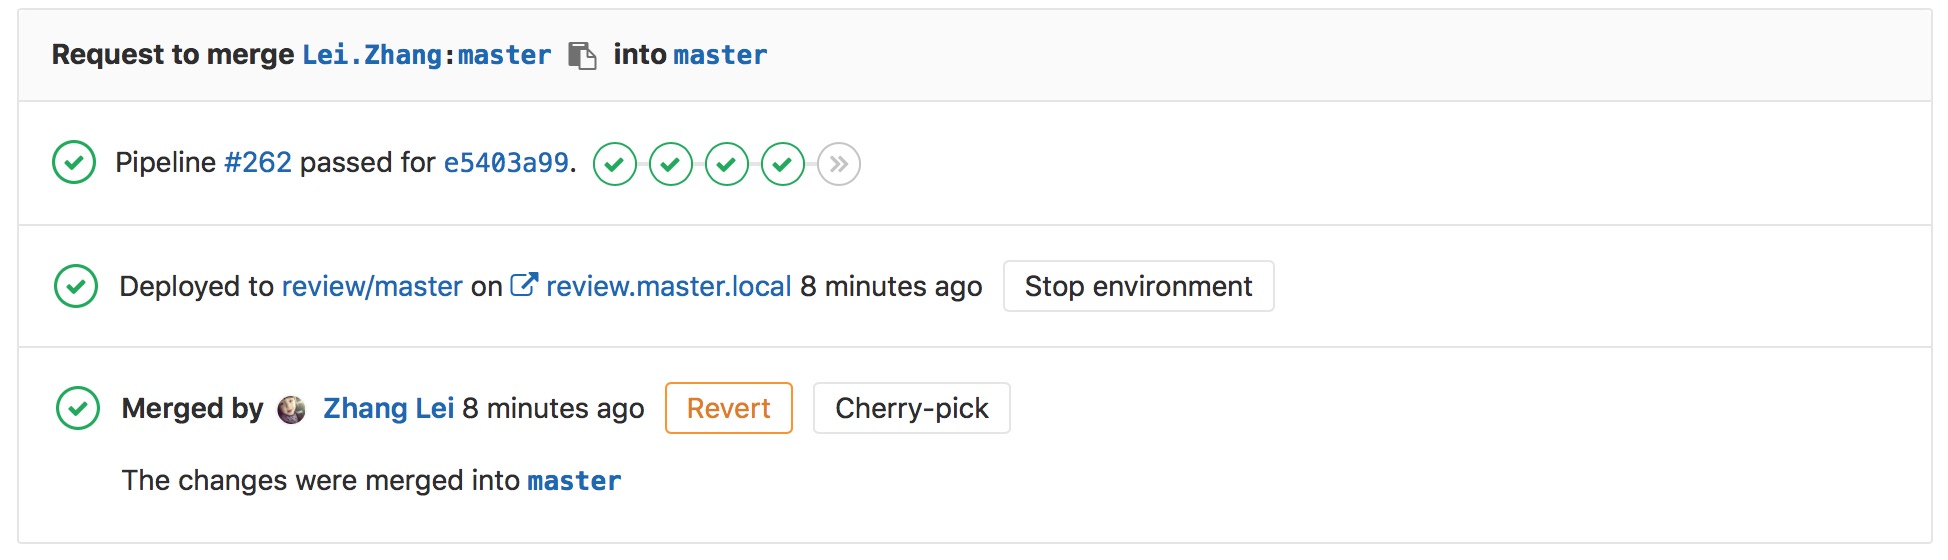 Request to merge Lei.Zhang:master into master
Pipeline #262 passed for e5403a99.
Deployed to review/master on review.master.local 8 minutes ago Stop environment
Merged by Zhang Lei 8 minutes ago Revert Cherry-pick
The changes were merged into master